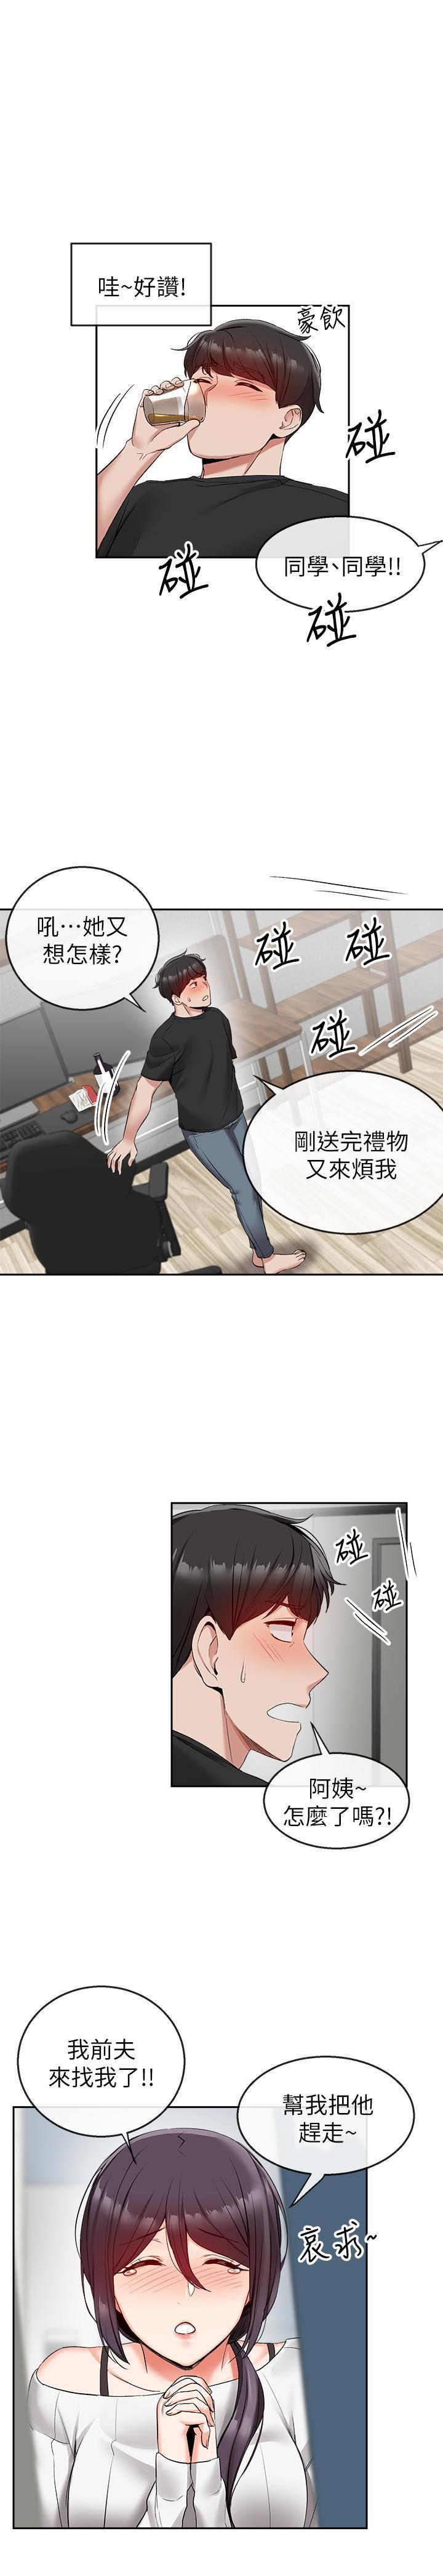 哇~好讚!
豪飲
碰
碰
同學、同學!!
碰
吼⋯她又
想怎樣?
碰
碰
碰
剛送完禮物
又來煩我
碰
碰
阿姨~
怎麼了嗎?!
我前夫
來找我了!!
幫我把他
趕走~
哀求~